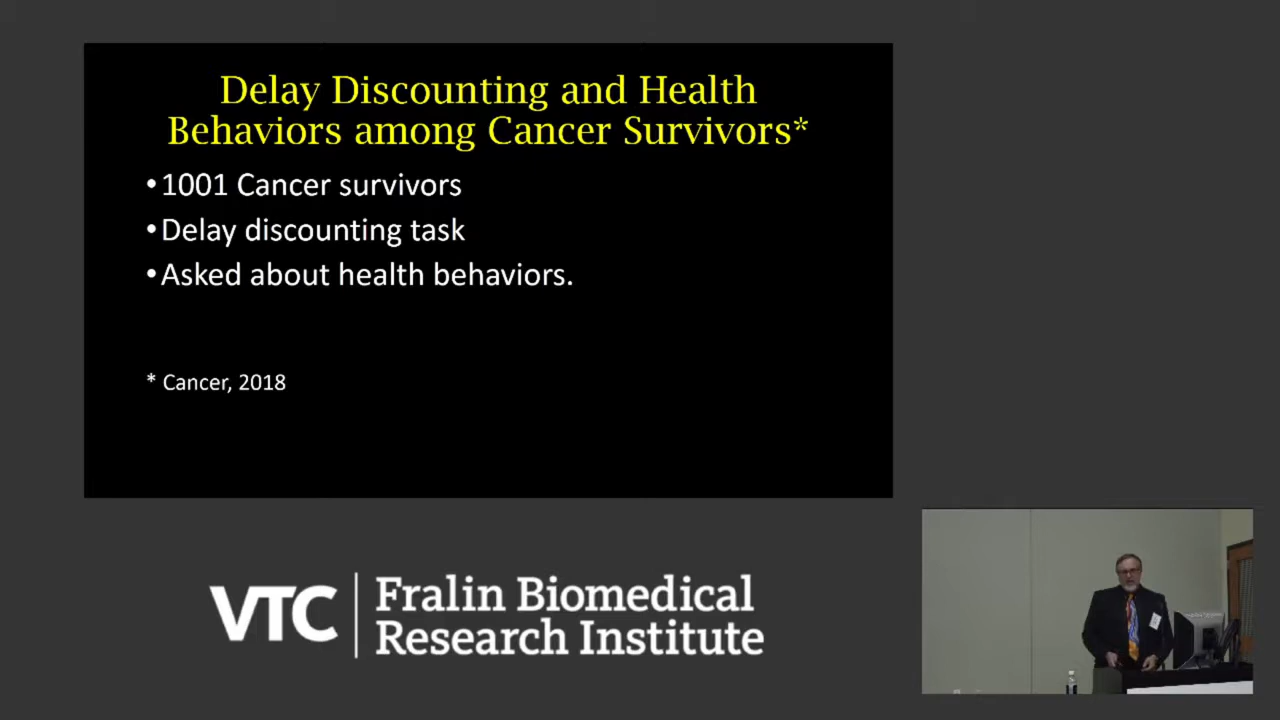 Delay Discounting and Health
Behaviors among Cancer Survivors*
•1001 Cancer survivors
•Delay discounting task
•Asked about health behaviors.
* Cancer, 2018
VTC
Fralin Biomedical
Research Institute